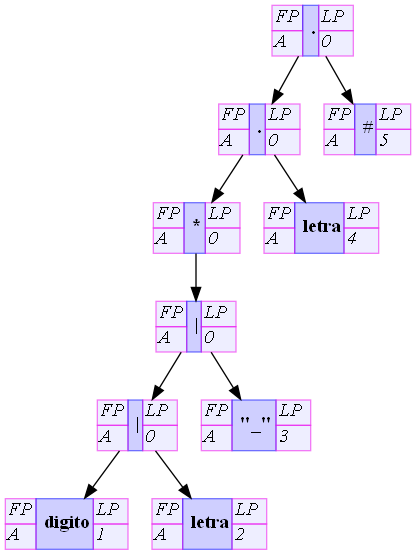 FP . LP
A 0
FP . LP
A 0
FP # LP
A 5
FP * LP
A 0
FP letra LP
A 4
FP | LP
A 0
FP | LP
A 0
FP "_" LP
A 3
FP digito LP
A 1
FP letra LP
A 2